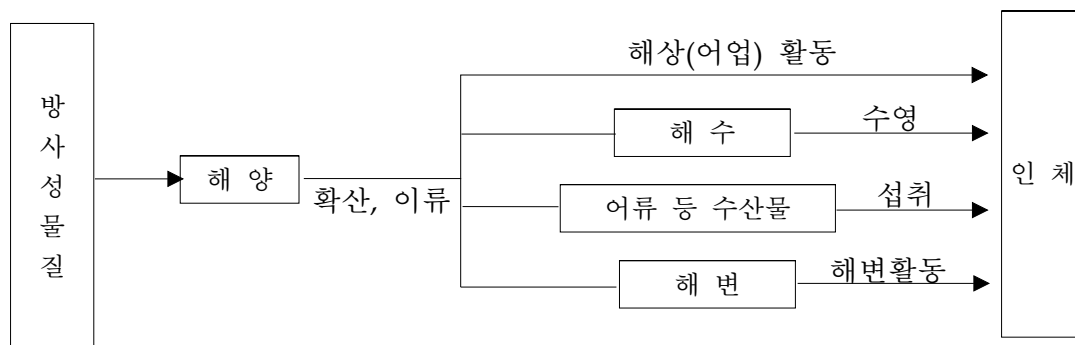 방사성물질
해 양
확산, 이류
해상(어업) 활동
해 수
수영
어류 등 수산물
섭취
해 변
해변활동
인 체